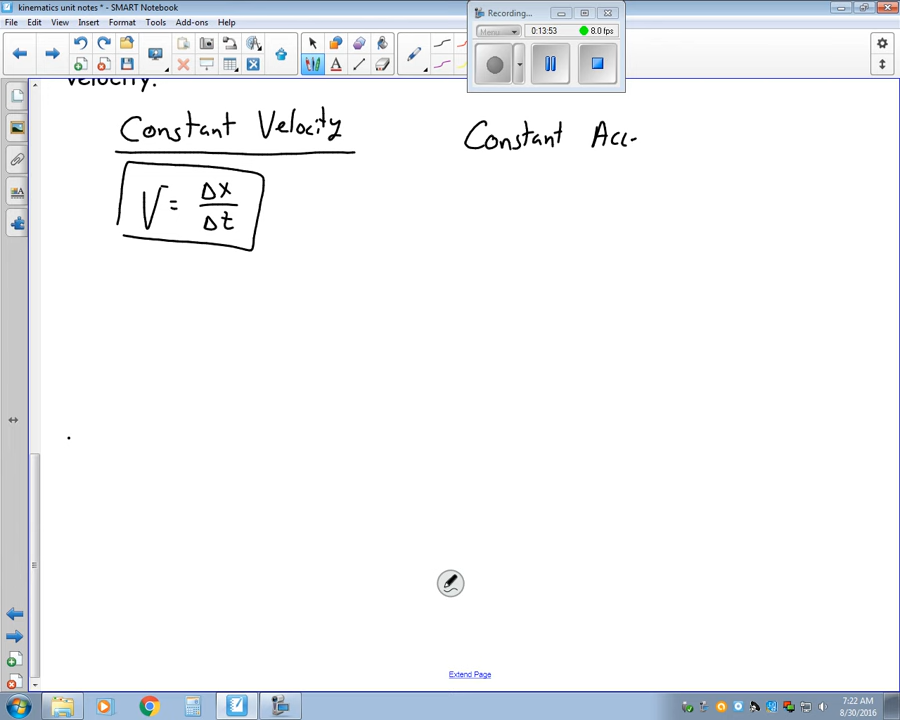 kinematics unit notes * - SMART Notebook
File Edit View Insert Format Tools Add-ons Help
Recording...
Menu 0:13:53 8.0 fps
velocity.
Constant Velocity
Constant Acc-
V = Δx
Δt
Extend Page
7:22 AM
8/30/2016